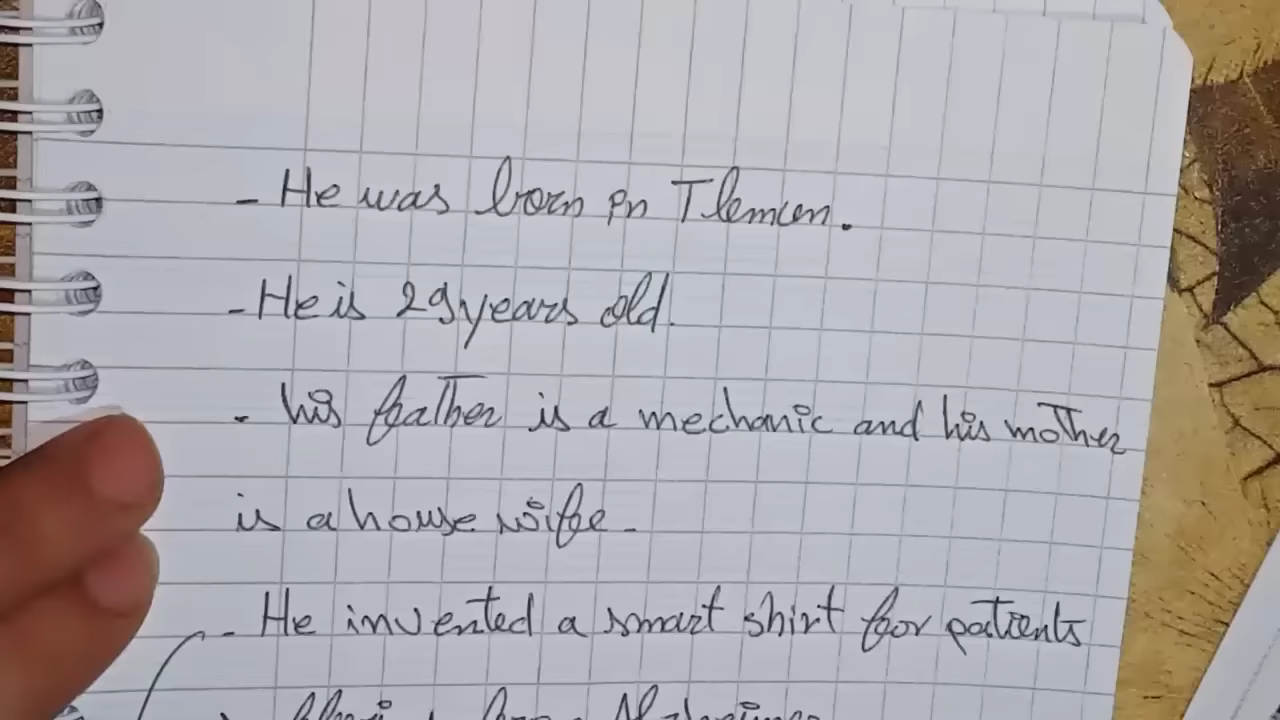 - He was born in Tlemcen.
- He is 29 years old.
- his father is a mechanic and his mother
is a house wife.
- He invented a smart shirt for patients